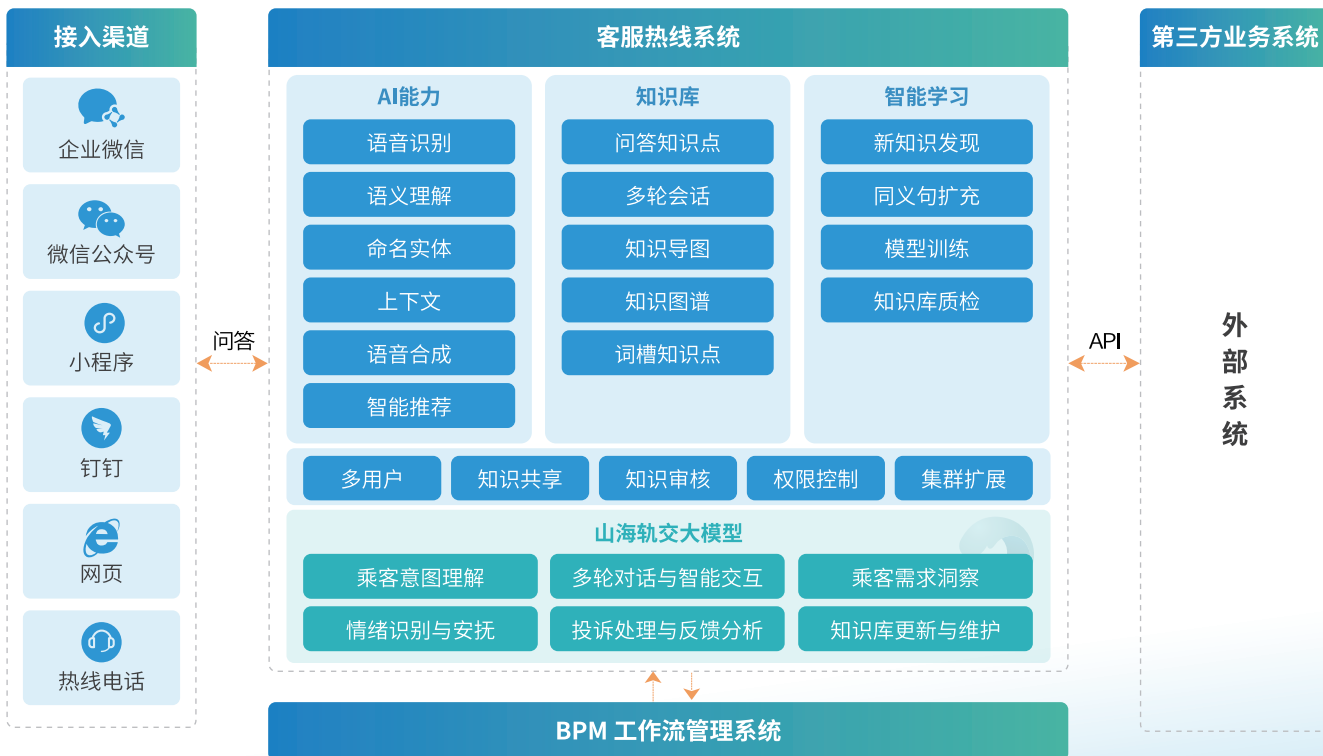 接入渠道
企业微信
微信公众号
小程序
钉钉
网页
热线电话
问答
客服热线系统
AI能力
语音识别
语义理解
命名实体
上下文
语音合成
智能推荐
知识库
问答知识点
多轮会话
知识导图
知识图谱
词槽知识点
智能学习
新知识发现
同义句扩充
模型训练
知识库质检
多用户
知识共享
知识审核
权限控制
集群扩展
山海轨交大模型
乘客意图理解
多轮对话与智能交互
乘客需求洞察
情绪识别与安抚
投诉处理与反馈分析
知识库更新与维护
BPM 工作流管理系统
API
第三方业务系统
外
部
系
统